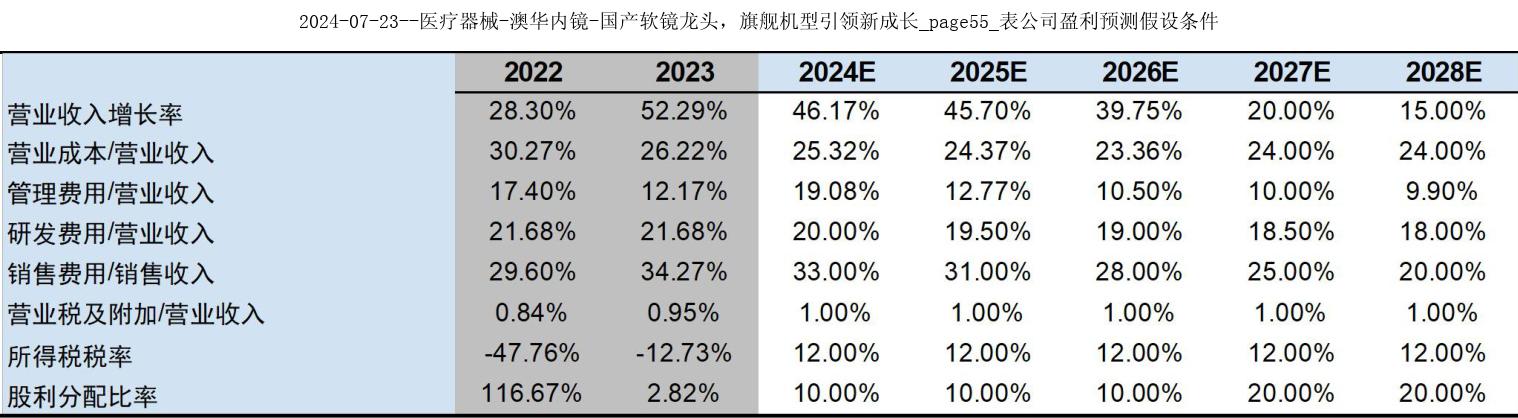 2024-07-23--医疗器械-澳华内镜-国产软镜龙头，旗舰机型引领新成长_page55_表公司盈利预测假设条件
2022 2023 2024E 2025E 2026E 2027E 2028E
营业收入增长率 28.30% 52.29% 46.17% 45.70% 39.75% 20.00% 15.00%
营业成本/营业收入 30.27% 26.22% 25.32% 24.37% 23.36% 24.00% 24.00%
管理费用/营业收入 17.40% 12.17% 19.08% 12.77% 10.50% 10.00% 9.90%
研发费用/营业收入 21.68% 21.68% 20.00% 19.50% 19.00% 18.50% 18.00%
销售费用/销售收入 29.60% 34.27% 33.00% 31.00% 28.00% 25.00% 20.00%
营业税及附加/营业收入 0.84% 0.95% 1.00% 1.00% 1.00% 1.00% 1.00%
所得税税率 -47.76% -12.73% 12.00% 12.00% 12.00% 12.00% 12.00%
股利分配比率 116.67% 2.82% 10.00% 10.00% 10.00% 20.00% 20.00%